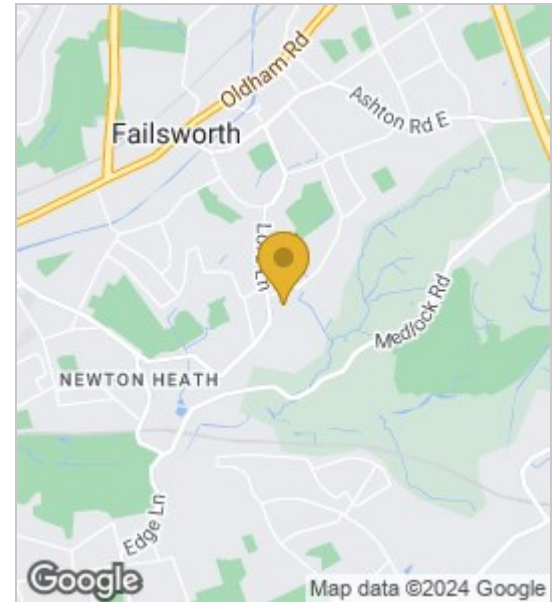 Oldham Rd
Ashton Rd E
Failsworth
Medlock Rd
NEWTON HEATH
Edge Ln
Google
Map data ©2024 Google